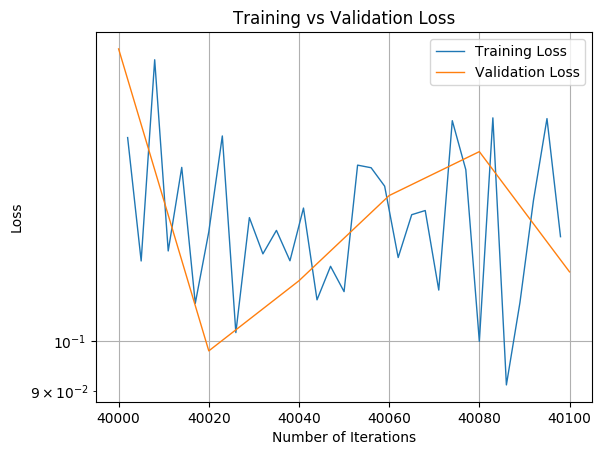 Training vs Validation Loss
Training Loss
Validation Loss
Loss
10⁻¹
9 × 10⁻²
40000 40020 40040 40060 40080 40100
Number of Iterations